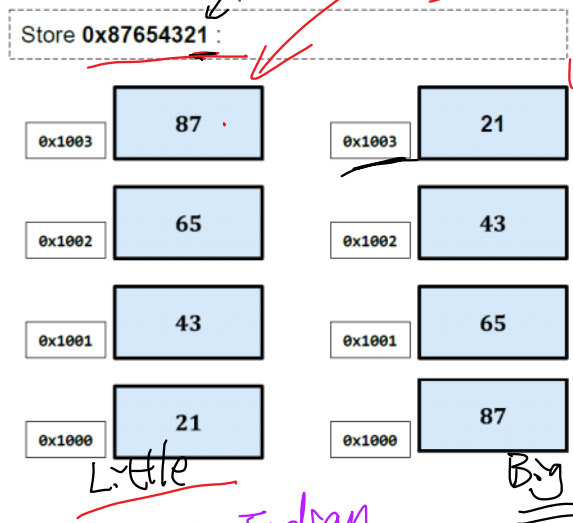 Store 0x87654321 :
0x1003 87 0x1003 21
0x1002 65 0x1002 43
0x1001 43 0x1001 65
0x1000 21 0x1000 87
Little Big